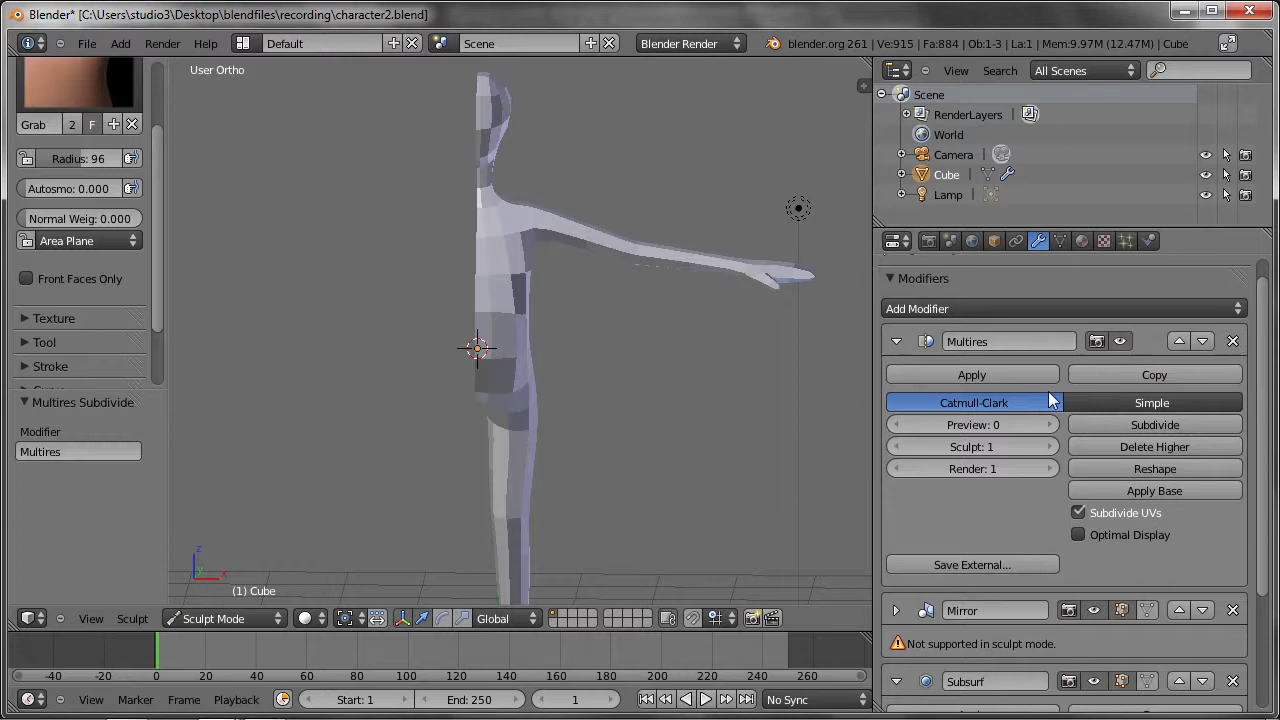 Blender* [C:\Users\studio3\Desktop\blendfiles\recording\character2.blend]
File Add Render Help Default Scene Blender Render blender.org 261 | Ve:915 | Fa:884 | Ob:1-3 | La:1 | Mem:9.97M (12.47M) | Cube
User Ortho
View Search All Scenes
Scene
RenderLayers
World
Camera
Cube
Lamp
Grab 2 F
Radius: 96
Autosmo: 0.000
Normal Weig: 0.000
Area Plane
Front Faces Only
Texture
Tool
Stroke
Multires Subdivide
Modifier
Multires
Modifiers
Add Modifier
Multires
Apply Copy
Catmull-Clark Simple
Preview: 0 Subdivide
Sculpt: 1 Delete Higher
Render: 1 Reshape
Apply Base
Subdivide UVs
Optimal Display
Save External...
Mirror
Not supported in sculpt mode.
Subsurf
z
y
x
(1) Cube
View Sculpt Sculpt Mode Global
-40 -20 0 20 40 60 80 100 120 140 160 180 200 220 240 260
View Marker Frame Playback Start: 1 End: 250 1 No Sync